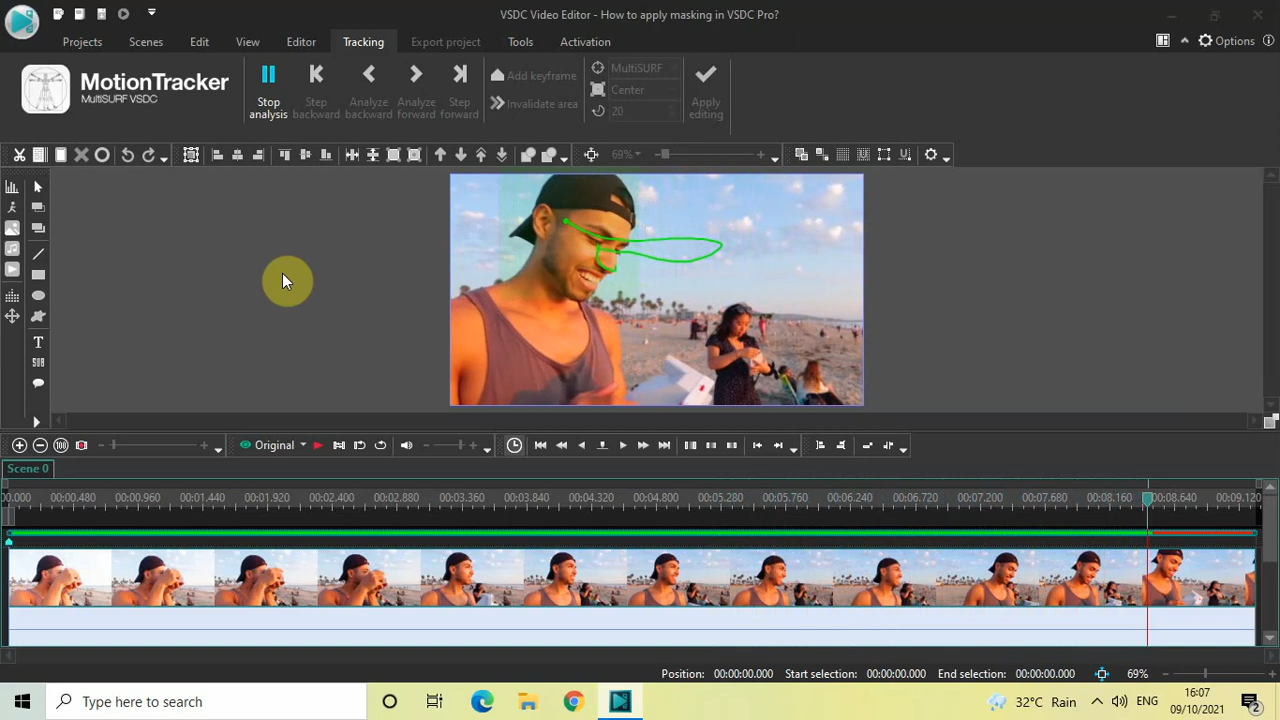 VSDC Video Editor - How to apply masking in VSDC Pro?
Projects Scenes Edit View Editor Tracking Export project Tools Activation Options
MotionTracker
MultiSURF VSDC
Stop analysis
Step backward
Analyze backward
Analyze forward
Step forward
Add keyframe
Invalidate area
MultiSURF
Center
20
Apply editing
69%
T
SUB
100
Original
Scene 0
00.000 00:00.480 00:00.960 00:01.440 00:01.920 00:02.400 00:02.880 00:03.360 00:03.840 00:04.320 00:04.800 00:05.280 00:05.760 00:06.240 00:06.720 00:07.200 00:07.680 00:08.160 00:08.640 00:09.120
Position: 00:00:00.000 Start selection: 00:00:00.000 End selection: 00:00:00.000 69%
Type here to search
32°C Rain
ENG
16:07
09/10/2021
2